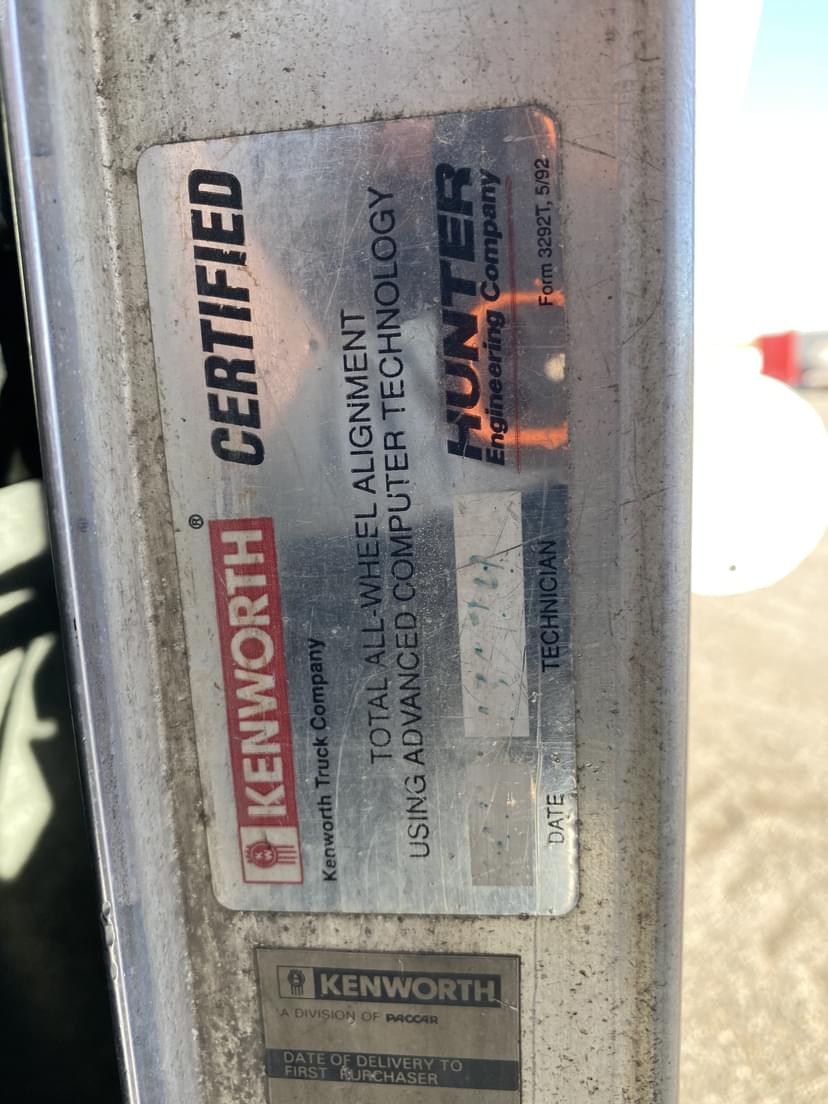 KENWORTH® CERTIFIED
Kenworth Truck Company
TOTAL ALL-WHEEL ALIGNMENT
USING ADVANCED COMPUTER TECHNOLOGY
HUNTER
Engineering Company
DATE
TECHNICIAN
Form 3292T, 5/92
KENWORTH
A DIVISION OF PACCAR
DATE OF DELIVERY TO
FIRST PURCHASER